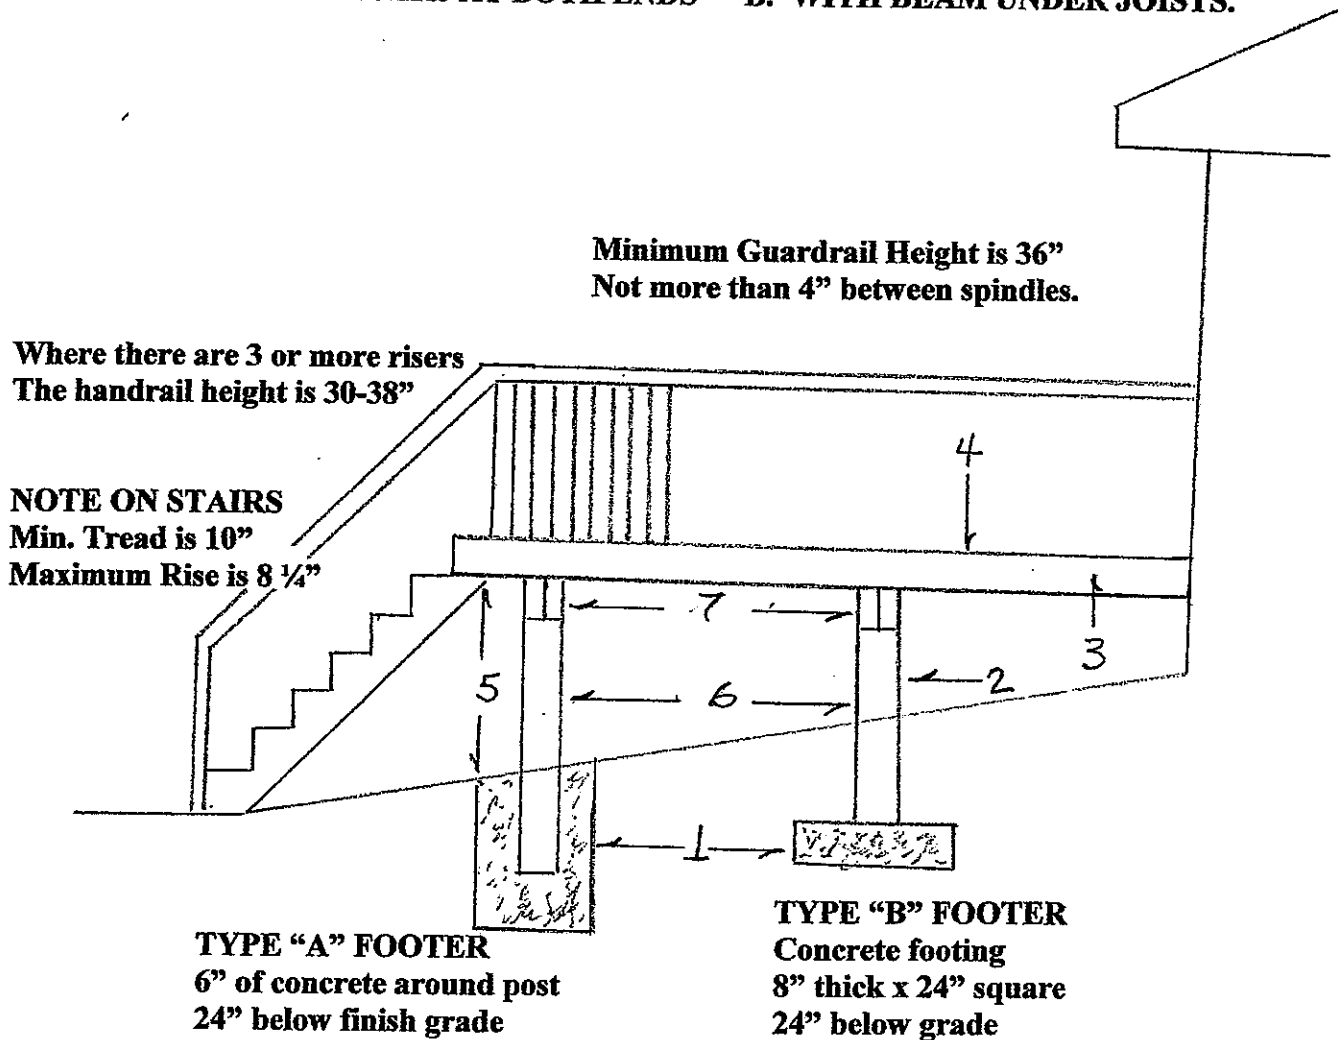 AT BOTH ENDS B. WITH BEAM UNDER JOISTS.
Minimum Guardrail Height is 36”
Not more than 4” between spindles.
Where there are 3 or more risers
The handrail height is 30-38”
4
NOTE ON STAIRS
Min. Tread is 10”
Maximum Rise is 8 ¼”
7
3
5
6
2
1
TYPE “A” FOOTER
6” of concrete around post
24” below finish grade
TYPE “B” FOOTER
Concrete footing
8” thick x 24” square
24” below grade